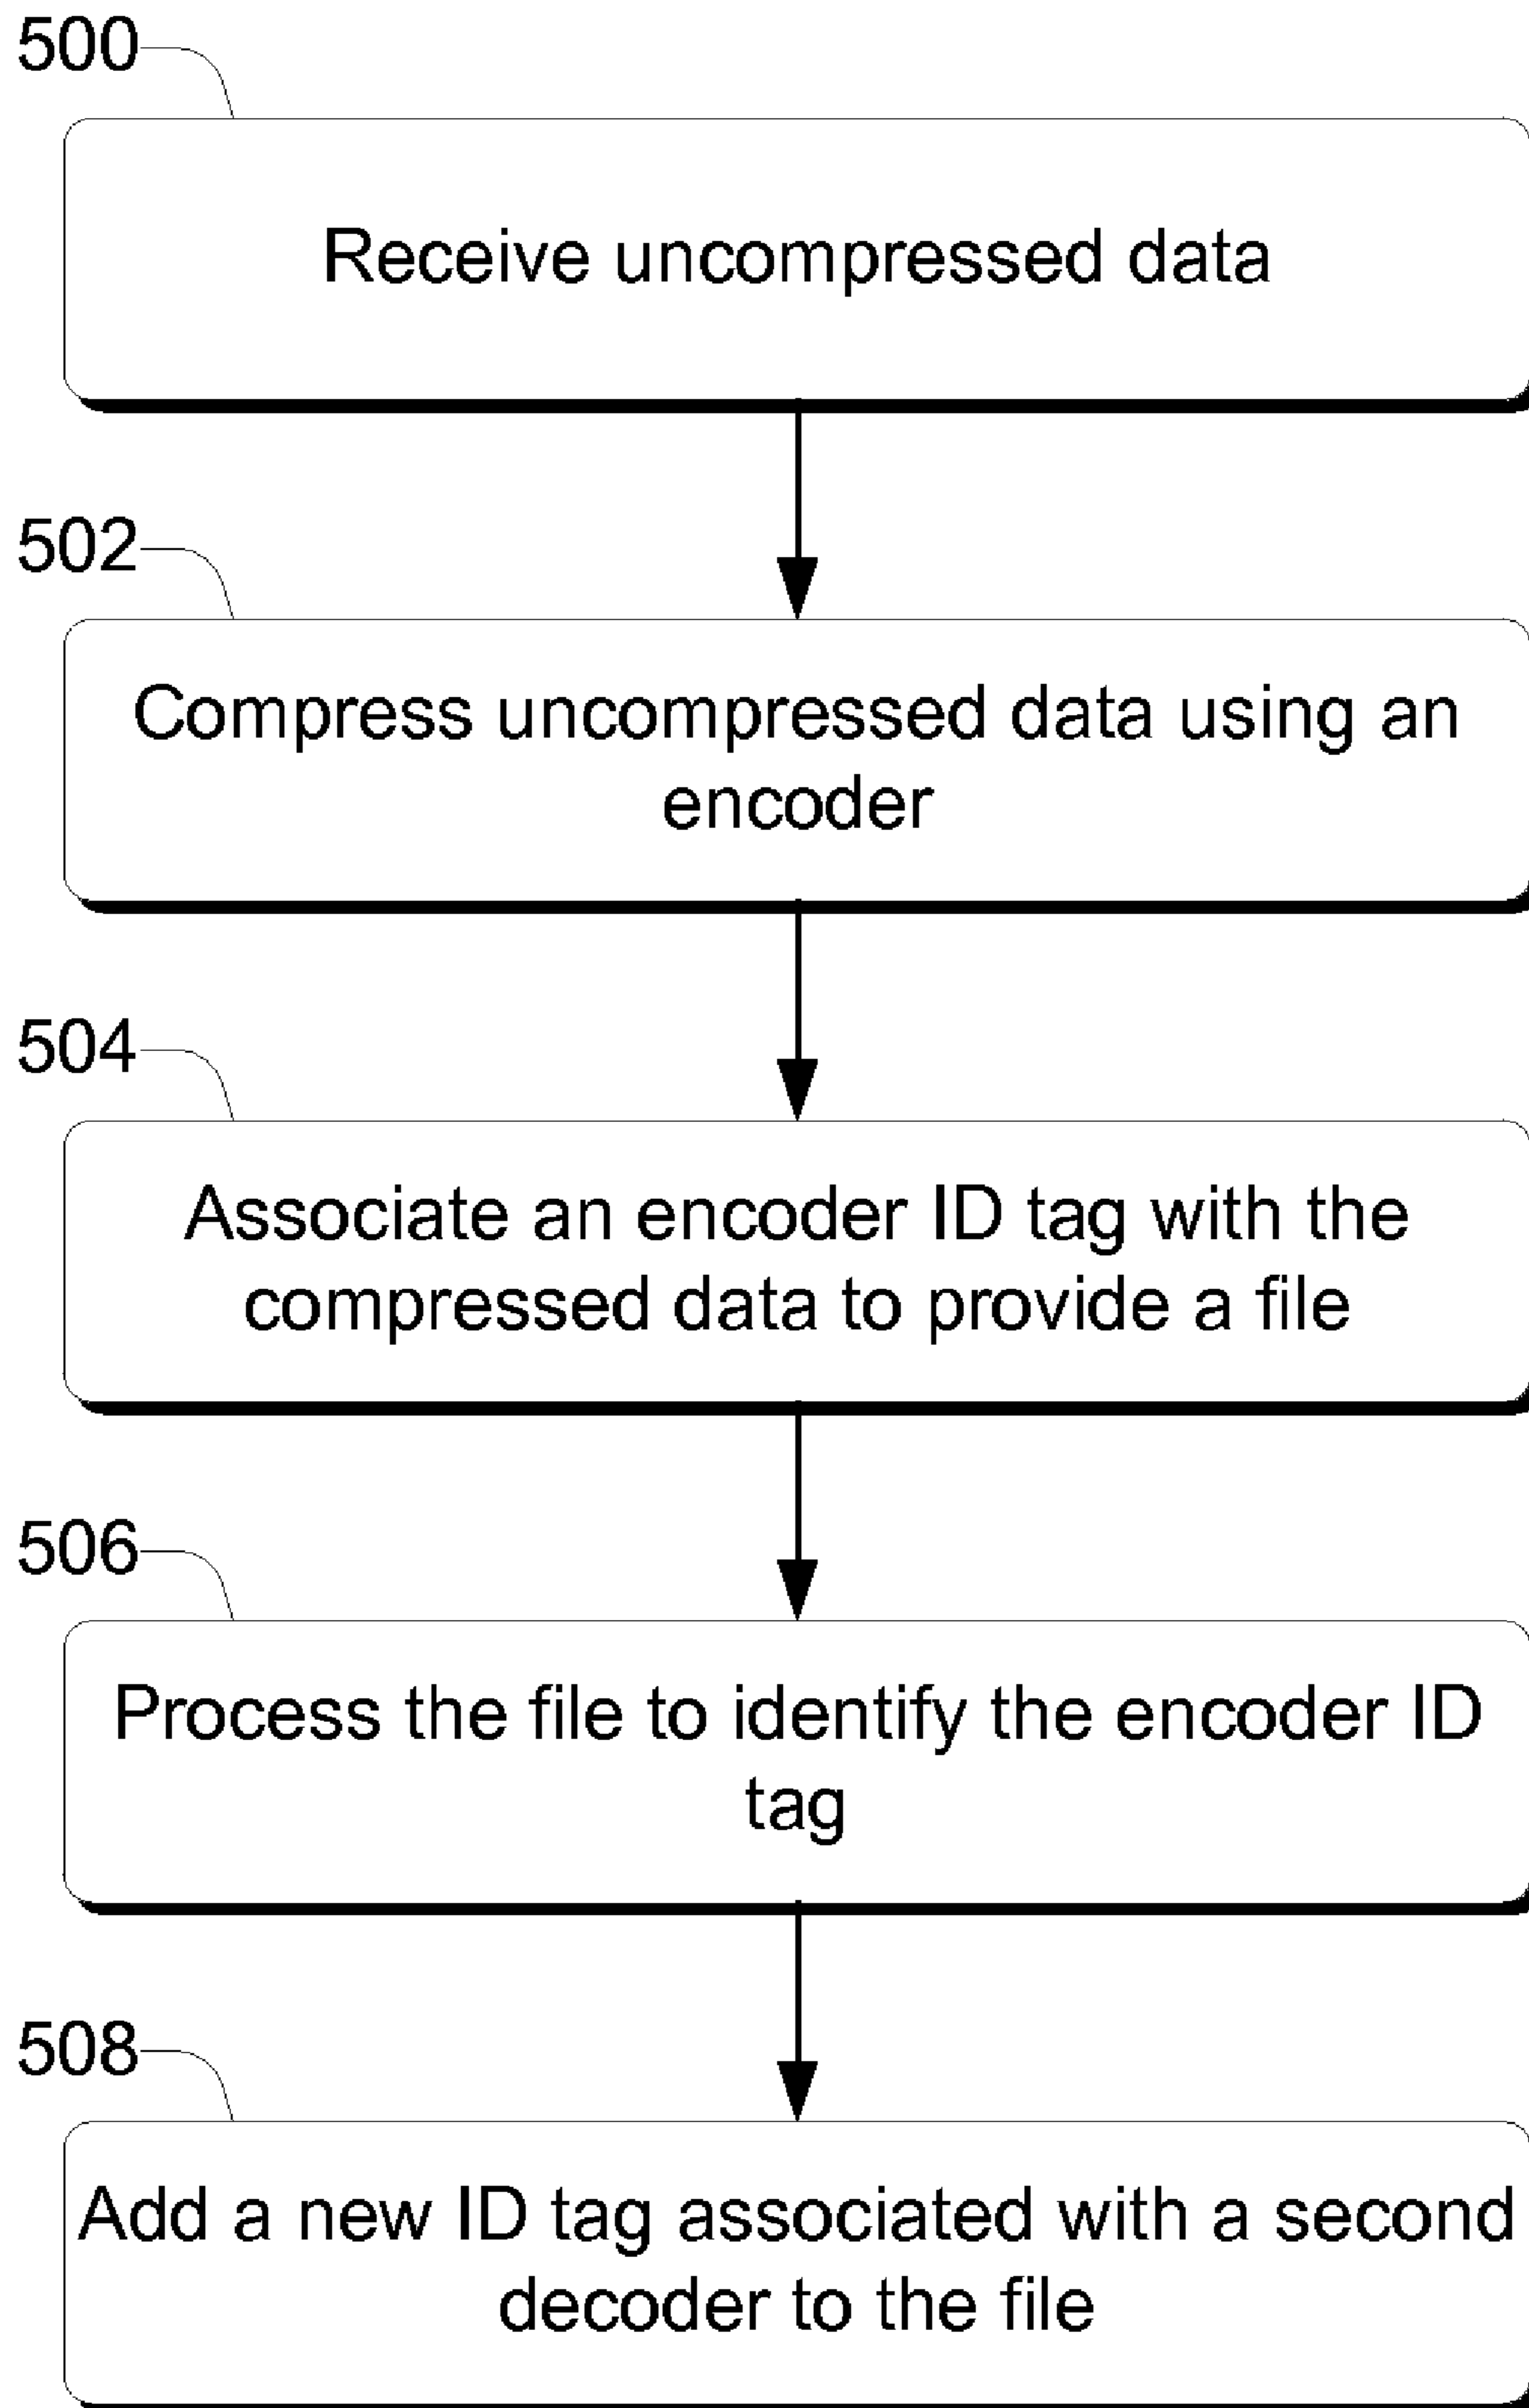 500
Receive uncompressed data
502
Compress uncompressed data using an
encoder
504
Associate an encoder ID tag with the
compressed data to provide a file
506
Process the file to identify the encoder ID
tag
508
Add a new ID tag associated with a second
decoder to the file